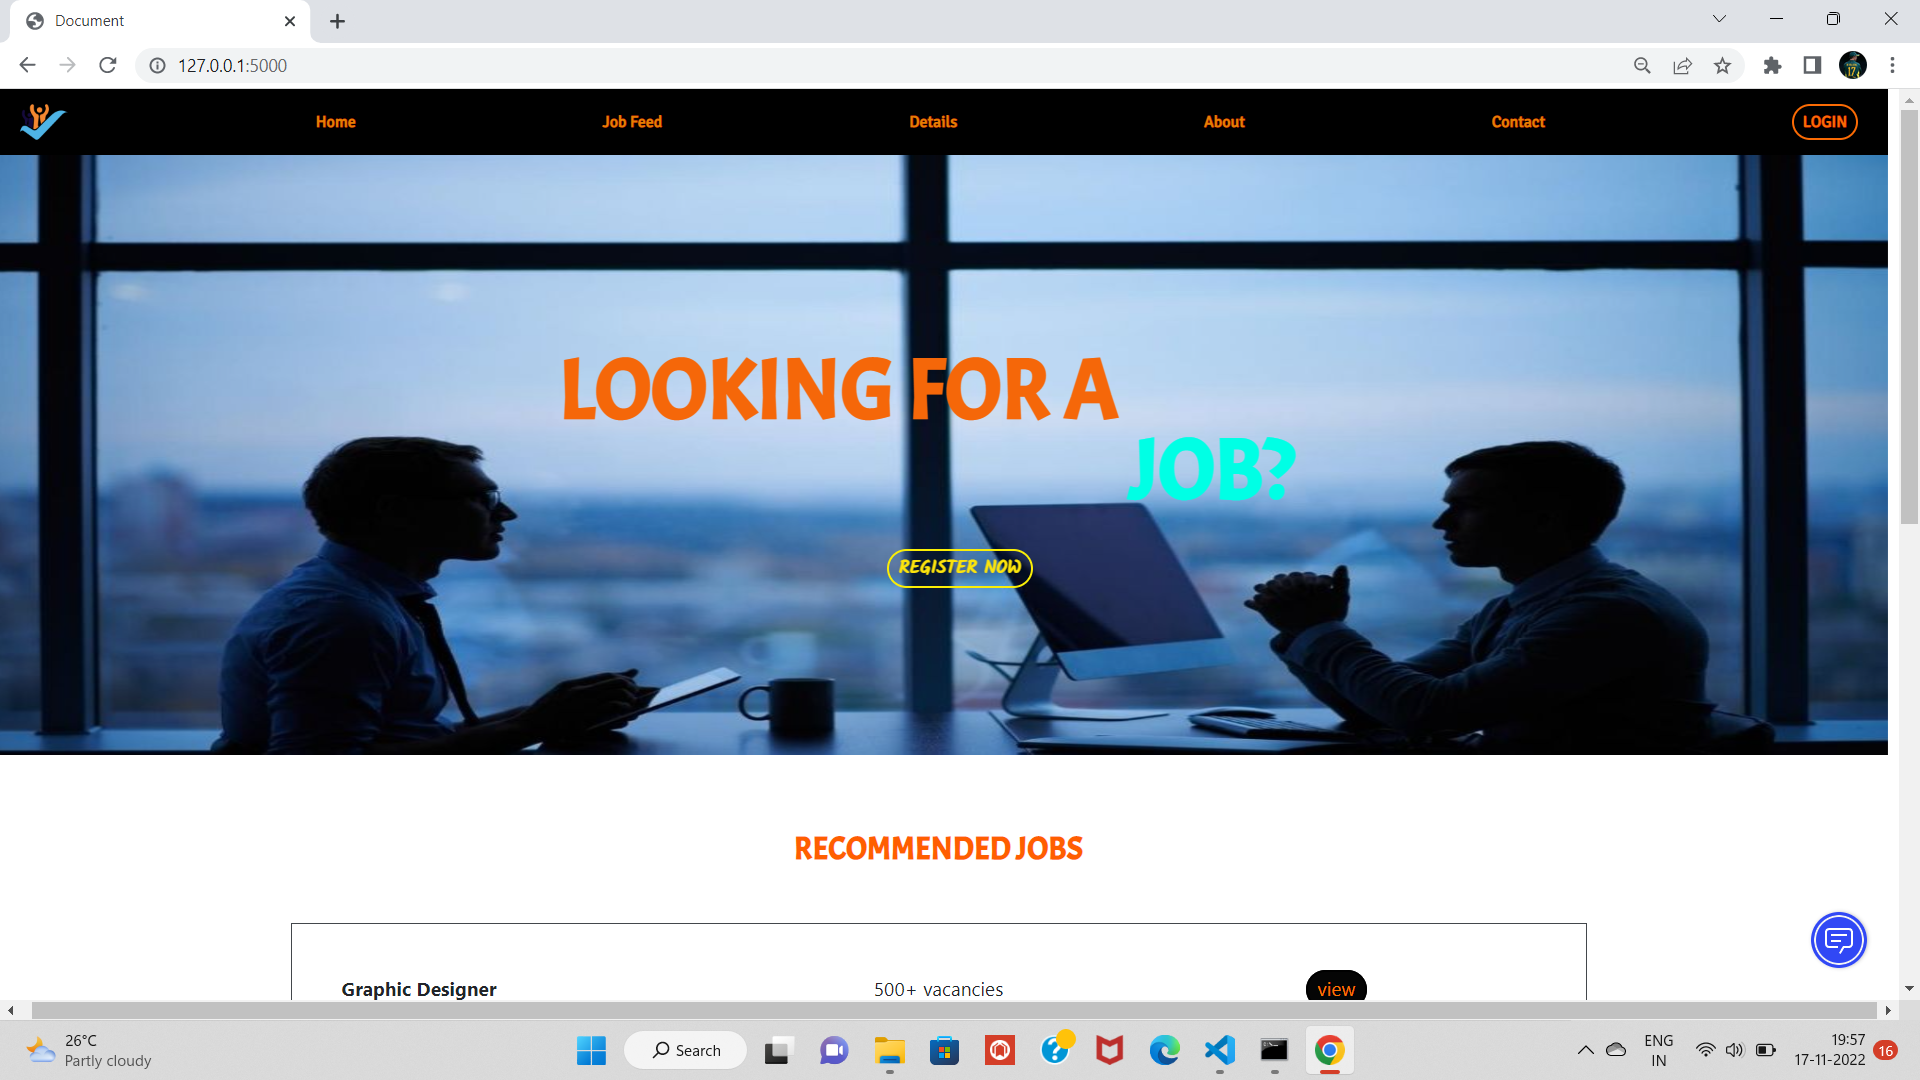 Document
127.0.0.1:5000
Home Job Feed Details About Contact LOGIN
LOOKING FOR A
JOB?
REGISTER NOW
RECOMMENDED JOBS
Graphic Designer 500+ vacancies view
26°C
Partly cloudy
Search
ENG
IN
19:57
17-11-2022
16